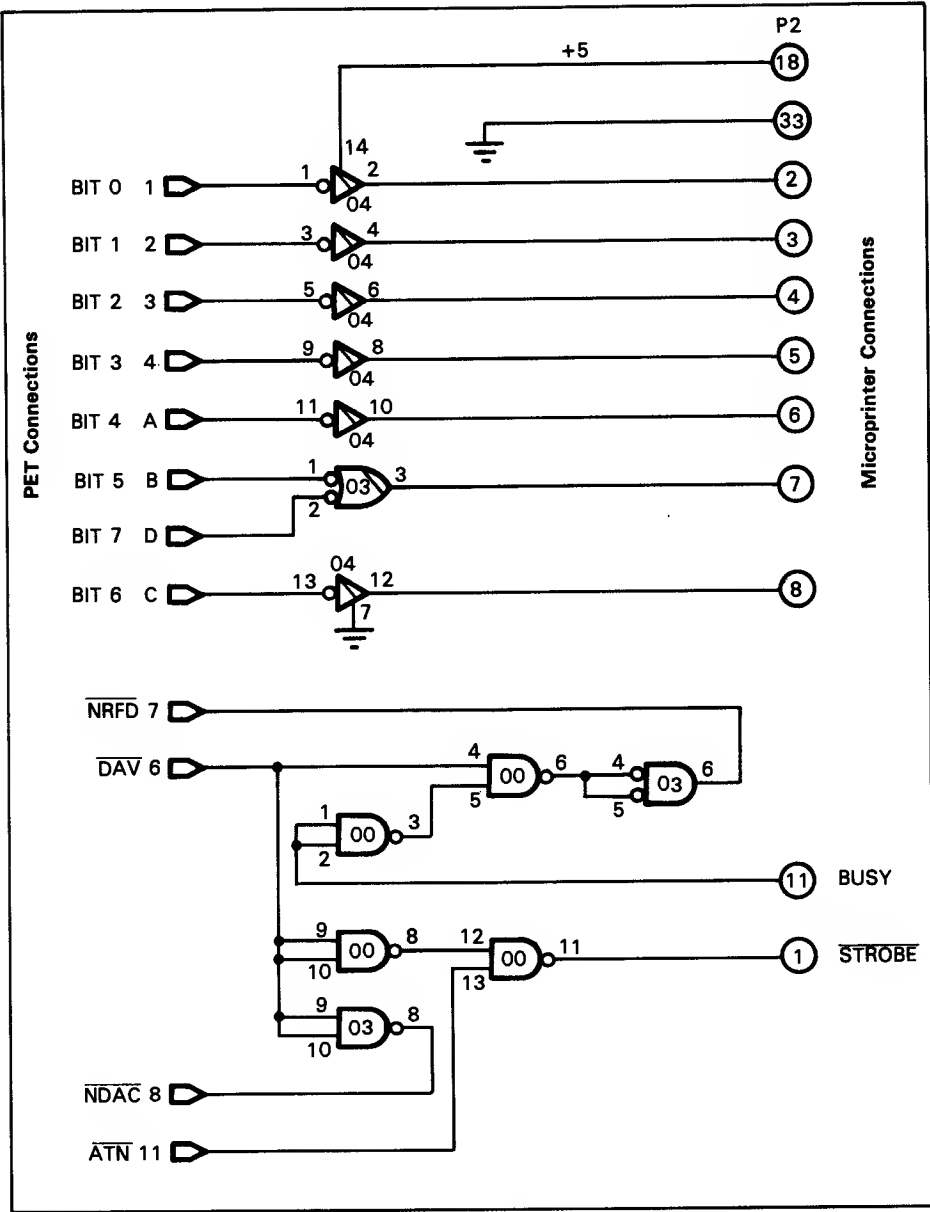 P2
+5
18
33
14
BIT 0 1 1 2 04 2
BIT 1 2 3 4 04 3
BIT 2 3 5 6 04 4
BIT 3 4 9 8 04 5
BIT 4 A 11 10 04 6
BIT 5 B 1 03 3 7
2
BIT 7 D
04
BIT 6 C 13 12 8
7
PET Connections
Microprinter Connections
NRFD 7
DAV 6 4 00 6 4 03 6
5 5
1 00 3
2
11 BUSY
9 00 8 12 00 11 1 STROBE
10 13
9 03 8
10
NDAC 8
ATN 11